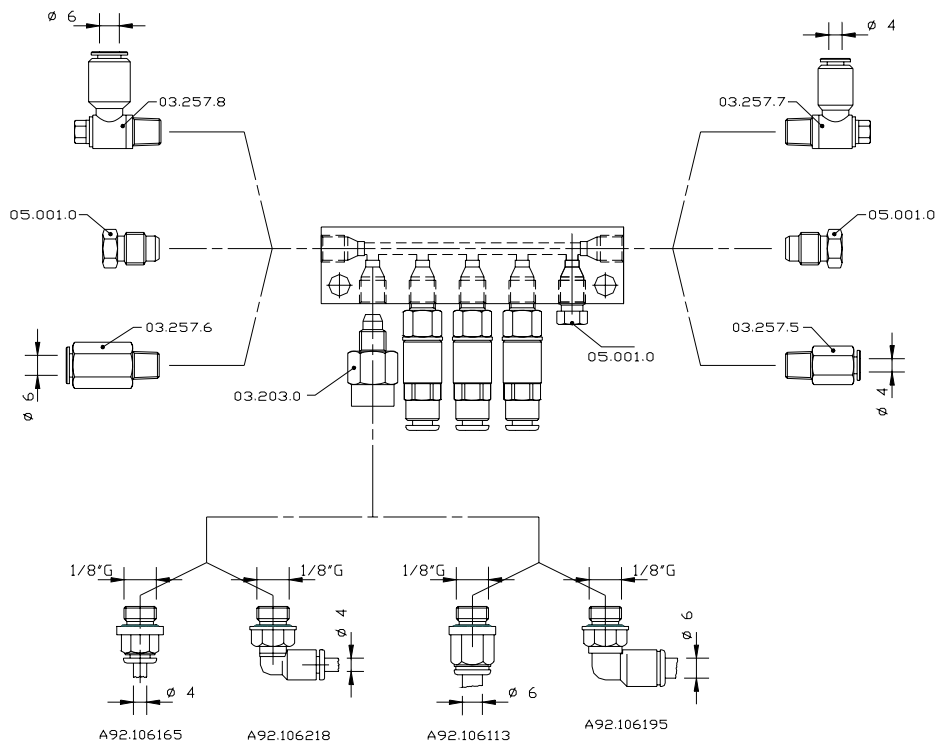 ø 6
ø 4
03.257.8
03.257.7
05.001.0
05.001.0
03.257.6
03.257.5
05.001.0
ø 6
03.203.0
ø 4
1/8"G
1/8"G
1/8"G
1/8"G
ø 4
ø 6
ø 4
ø 6
A92.106165
A92.106218
A92.106113
A92.106195